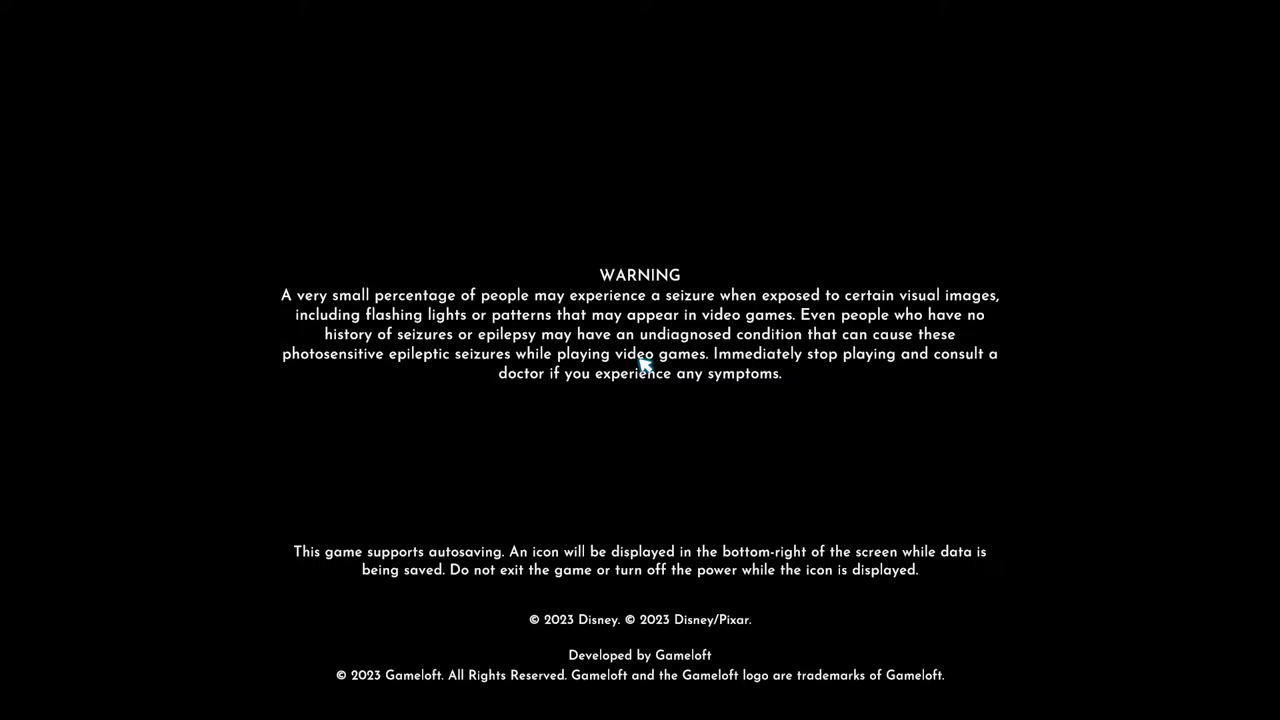 WARNING
A very small percentage of people may experience a seizure when exposed to certain visual images,
including flashing lights or patterns that may appear in video games. Even people who have no
history of seizures or epilepsy may have an undiagnosed condition that can cause these
photosensitive epileptic seizures while playing video games. Immediately stop playing and consult a
doctor if you experience any symptoms.
This game supports autosaving. An icon will be displayed in the bottom-right of the screen while data is
being saved. Do not exit the game or turn off the power while the icon is displayed.
© 2023 Disney. © 2023 Disney/Pixar.
Developed by Gameloft
© 2023 Gameloft. All Rights Reserved. Gameloft and the Gameloft logo are trademarks of Gameloft.